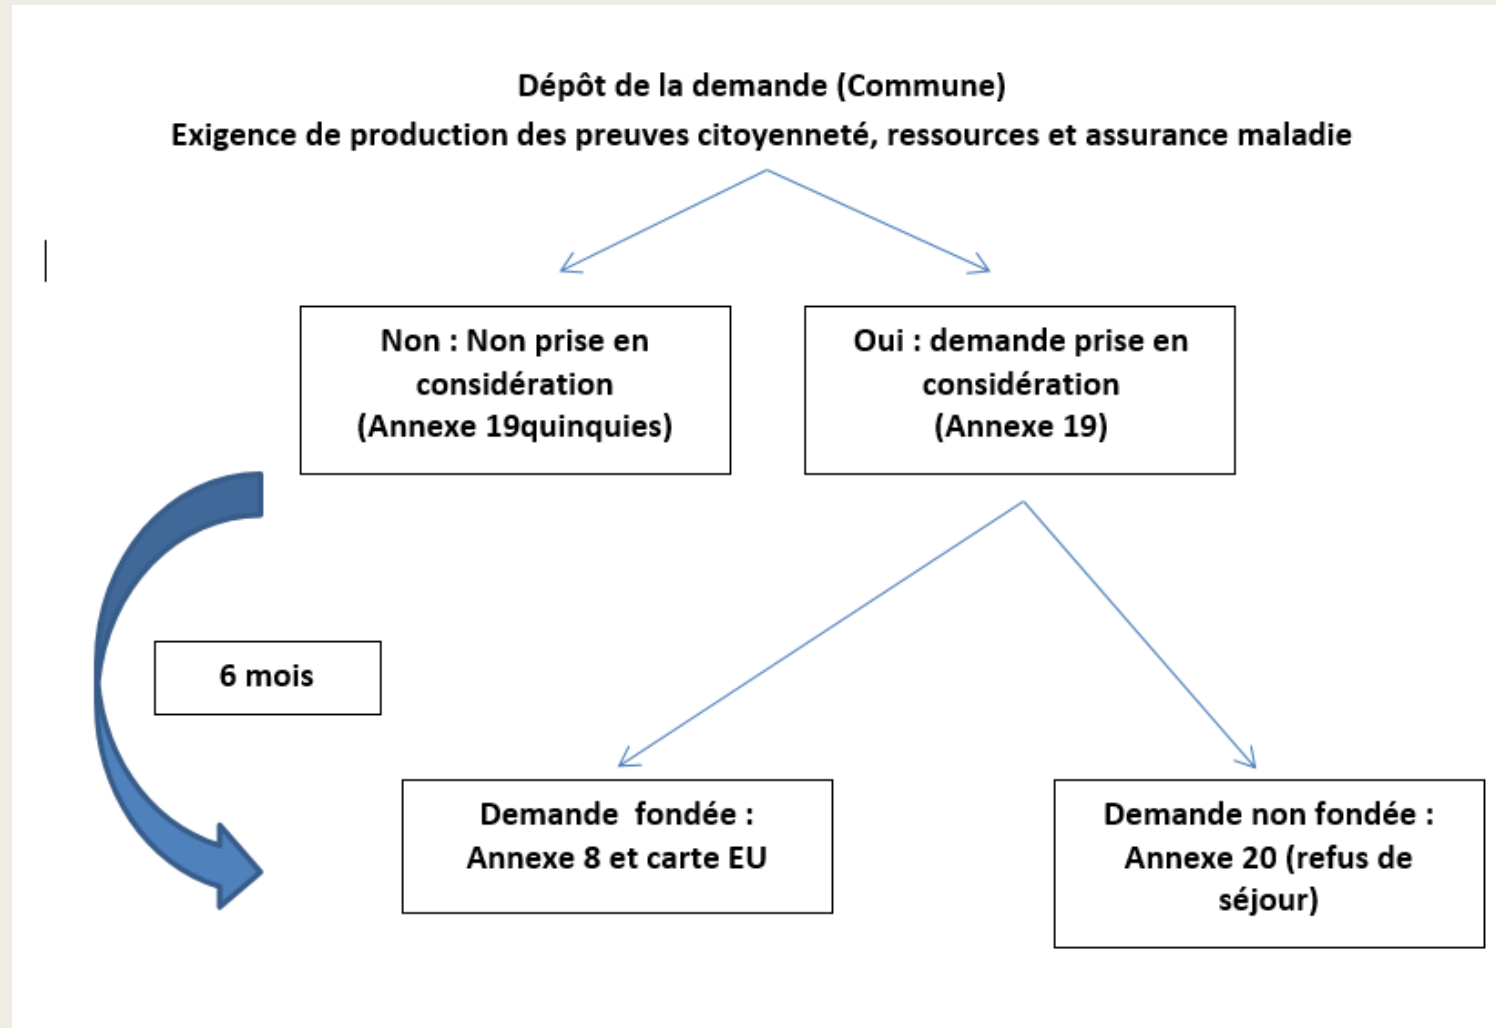 Dépôt de la demande (Commune)
Exigence de production des preuves citoyenneté, ressources et assurance maladie
Non : Non prise en
considération
(Annexe 19quinquies)
Oui : demande prise en
considération
(Annexe 19)
6 mois
Demande  fondée :
Annexe 8 et carte EU
Demande non fondée :
Annexe 20 (refus de
séjour)